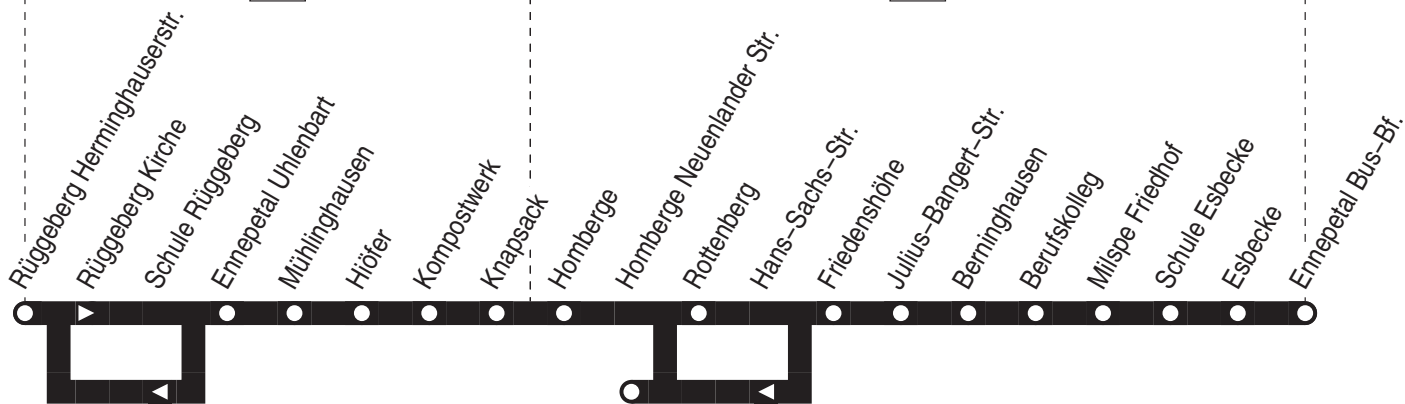 Rüggeberg Herminghauserstr.
Rüggeberg Kirche
Schule Rüggeberg
Ennepetal Uhlenbart
Mühlinghausen
Hiöfer
Kompostwerk
Knapsack
Homberge
Homberge Neuenlander Str.
Rottenberg
Hans-Sachs-Str.
Friedenshöhe
Julius-Bangert-Str.
Berninghausen
Berufskolleg
Milspe Friedhof
Schule Esbecke
Esbecke
Ennepetal Bus-Bf.